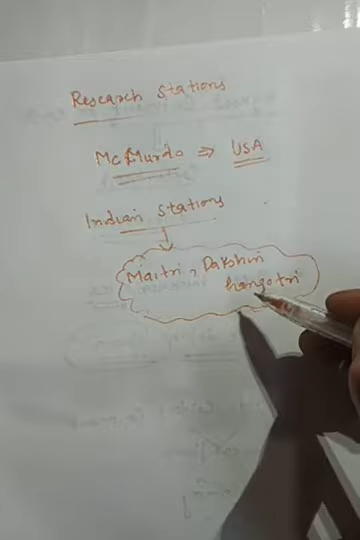 Research stations
McMurdo ⇒ USA
Indian stations
Maitri, Dakshin
Gangotri